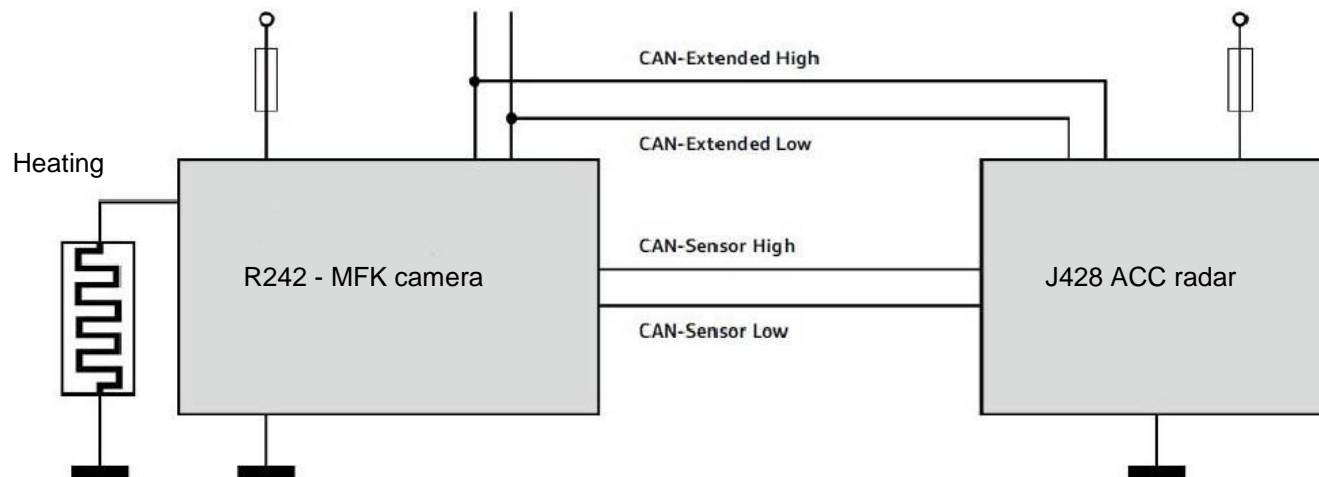 CAN-Extended High
CAN-Extended Low
Heating
CAN-Sensor High
R242 - MFK camera
J428 ACC radar
CAN-Sensor Low